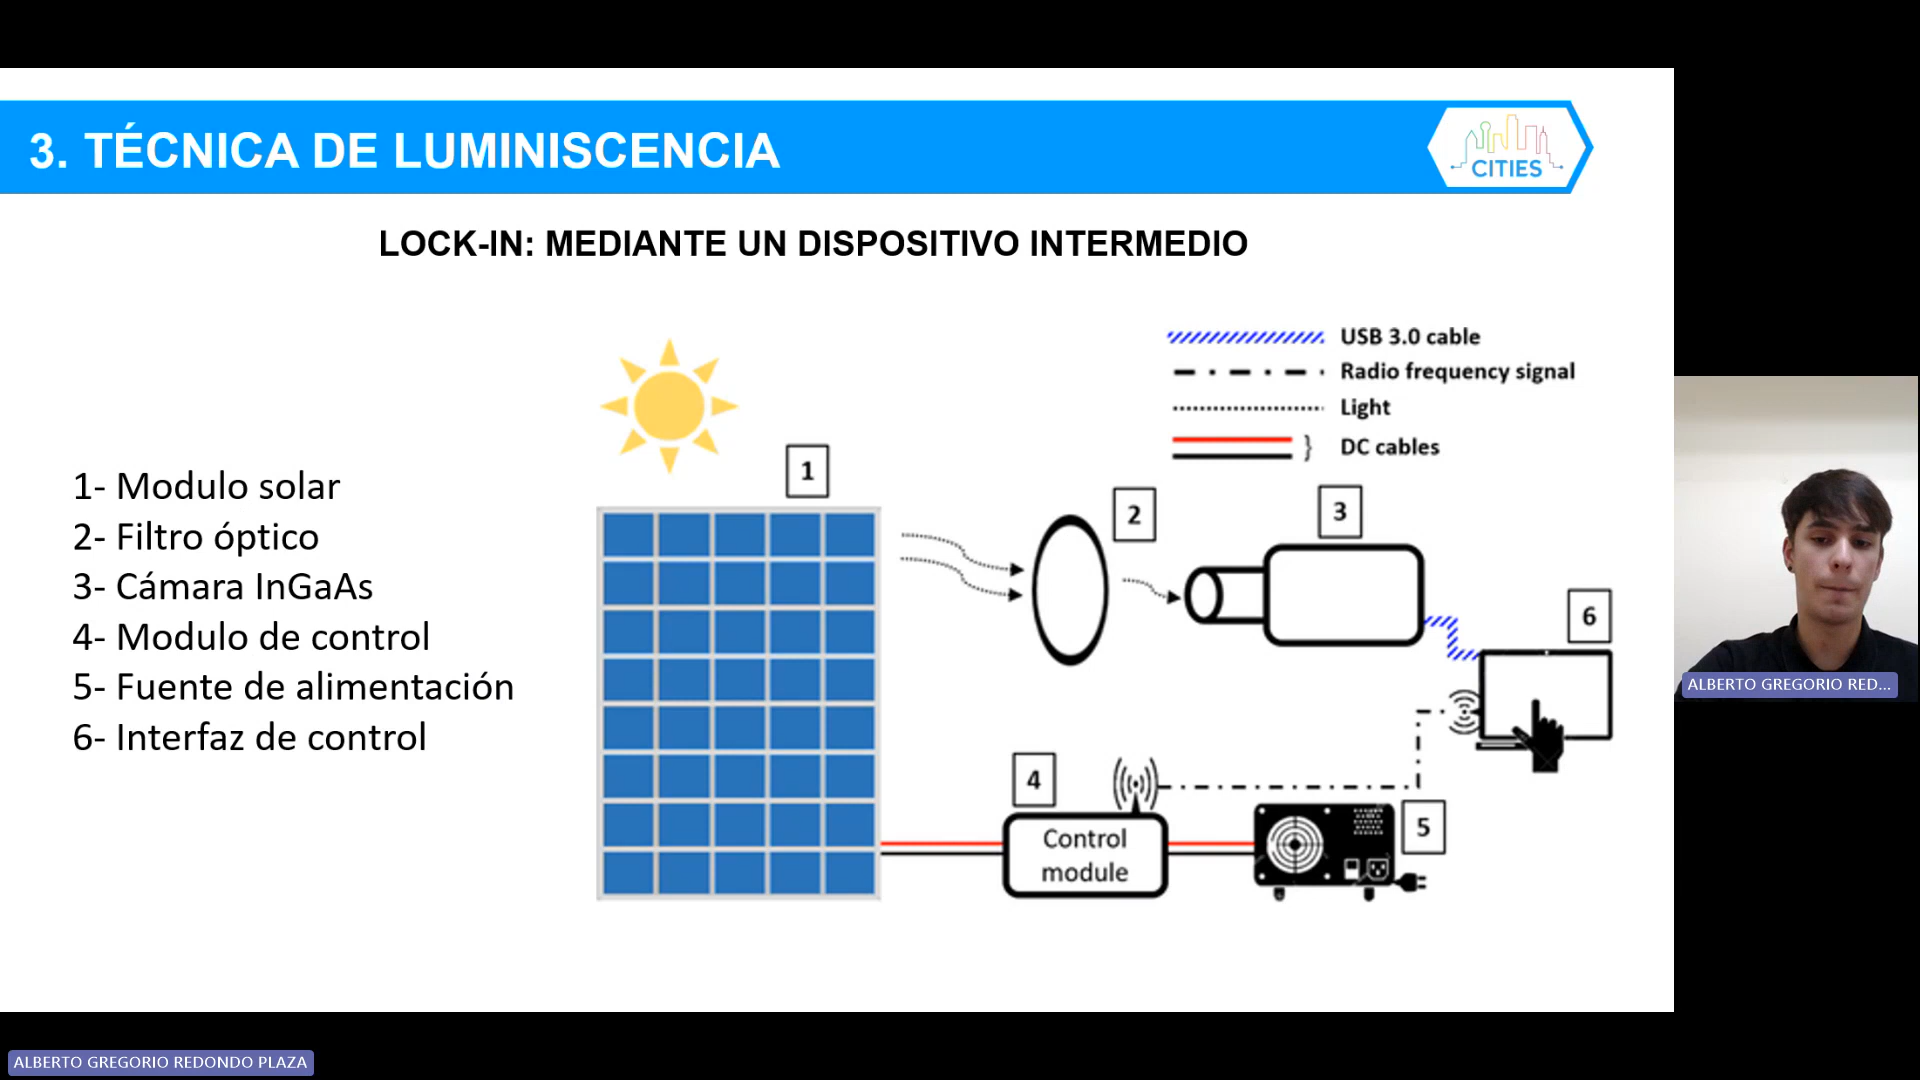 3. TÉCNICA DE LUMINISCENCIA
CITIES
LOCK-IN: MEDIANTE UN DISPOSITIVO INTERMEDIO
USB 3.0 cable
Radio frequency signal
Light
DC cables
1- Modulo solar
2- Filtro óptico
3- Cámara InGaAs
4- Modulo de control
5- Fuente de alimentación
6- Interfaz de control
1
2
3
6
4
5
Control
module
ALBERTO GREGORIO RED...
ALBERTO GREGORIO REDONDO PLAZA